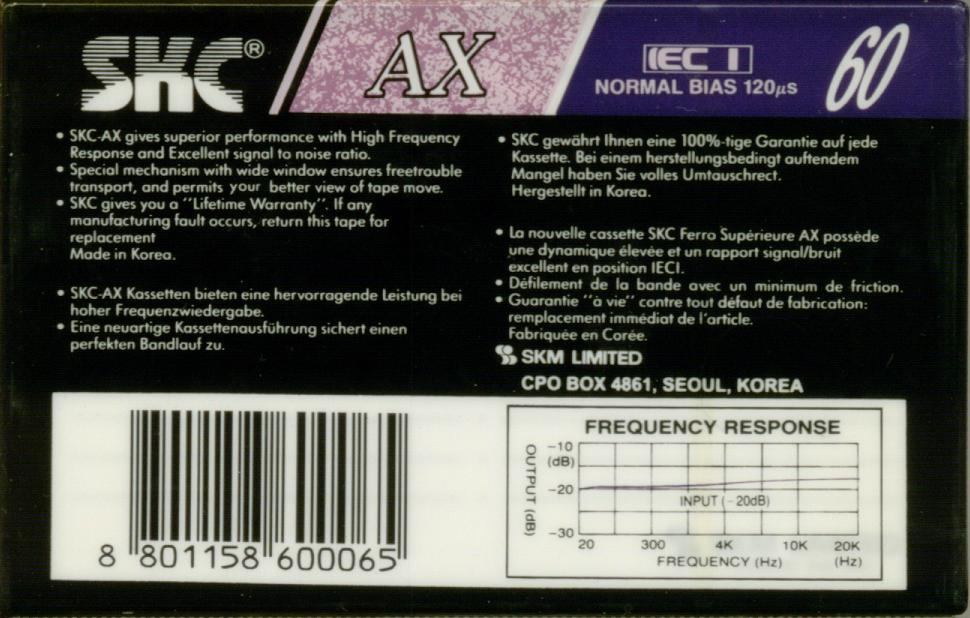 SKC®
AX
IEC I
NORMAL BIAS 120µs
60
• SKC-AX gives superior performance with High Frequency
Response and Excellent signal to noise ratio.
• Special mechanism with wide window ensures freetrouble
transport, and permits your better view of tape move.
• SKC gives you a "Lifetime Warranty". If any
manufacturing fault occurs, return this tape for
replacement
Made in Korea.
• SKC-AX Kassetten bieten eine hervorragende Leistung bei
hoher Frequenzwiedergabe.
• Eine neuartige Kassettenausführung sichert einen
perfekten Bandlauf zu.
• SKC gewährt Ihnen eine 100%-tige Garantie auf jede
Kassette. Bei einem herstellungsbedingt auftendem
Mangel haben Sie volles Umtauschrect.
Hergestellt in Korea.
• La nouvelle cassette SKC Ferro Supérieure AX possède
une dynamique élevée et un rapport signal/bruit
excellent en position IECI.
• Défilement de la bande avec un minimum de friction.
• Guarantie "à vie" contre tout défaut de fabrication:
remplacement immédiat de l'article.
Fabriquée en Corée.
SKM LIMITED
CPO BOX 4861, SEOUL, KOREA
8 801158 600065
FREQUENCY RESPONSE
OUTPUT (dB)
-10
(dB)
-20
-30
INPUT (-20dB)
20 300 4K 10K 20K
FREQUENCY (Hz) (Hz)